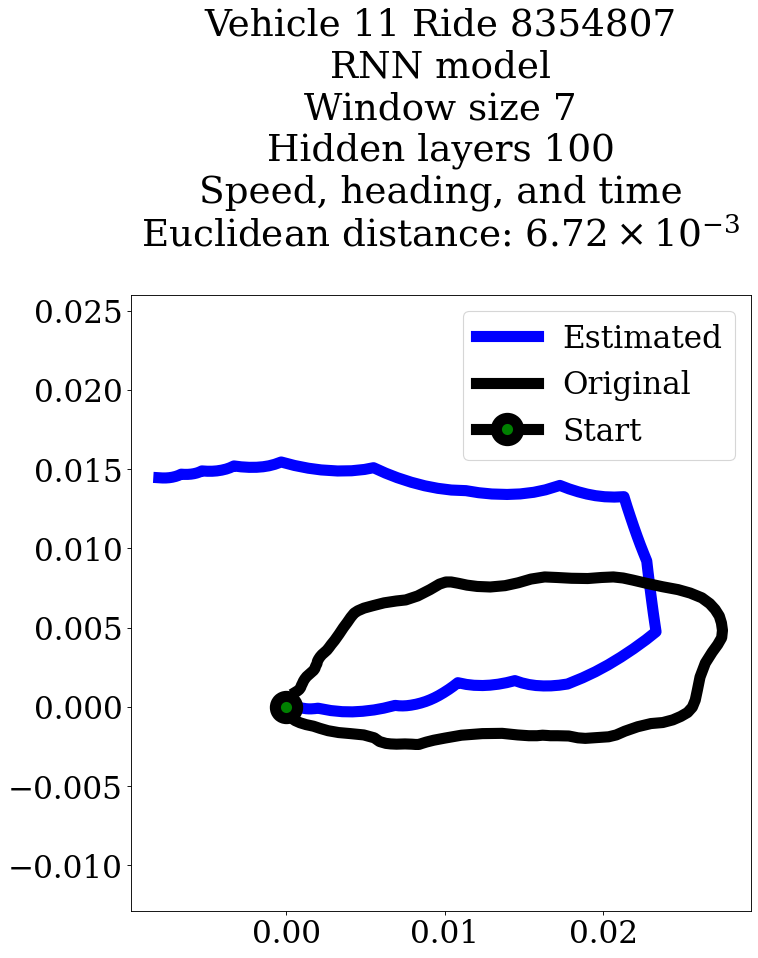 Vehicle 11 Ride 8354807
RNN model
Window size 7
Hidden layers 100
Speed, heading, and time
Euclidean distance: 6.72 × 10⁻³
Estimated
Original
Start
0.025
0.020
0.015
0.010
0.005
0.000
−0.005
−0.010
0.00 0.01 0.02